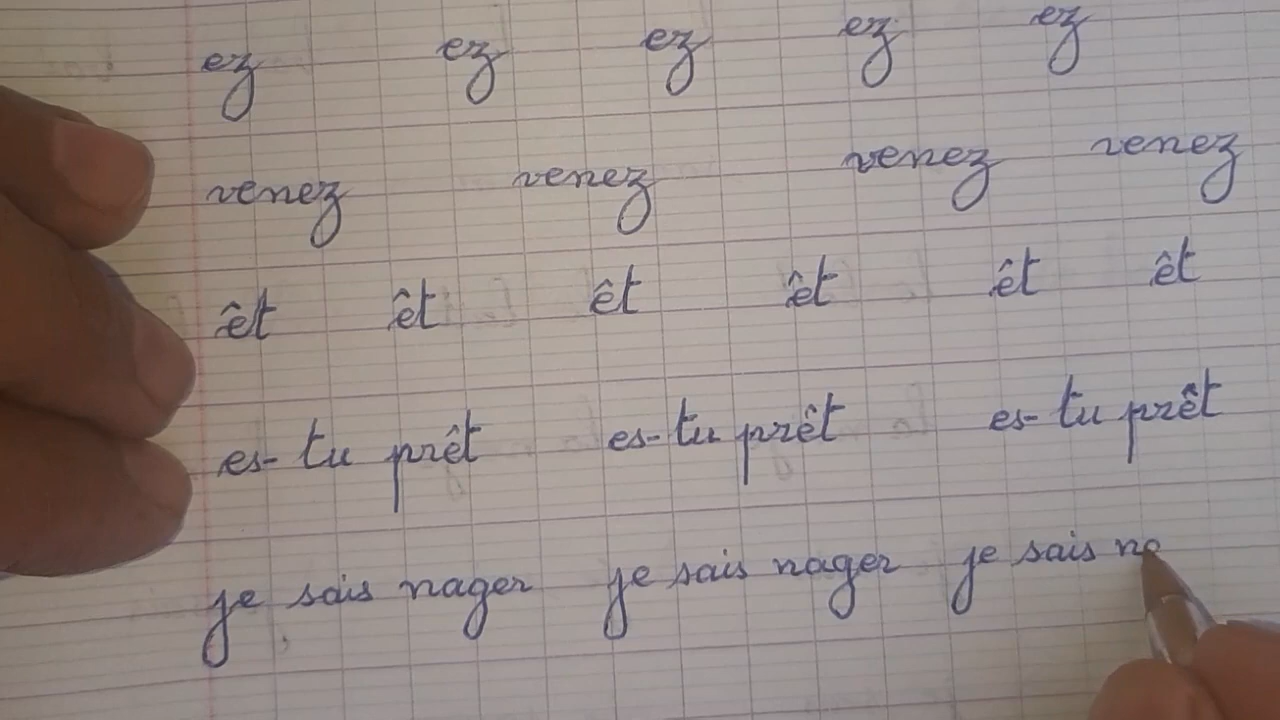 ez ez ez ez ez
venez venez venez venez
êt êt êt êt êt êt
es-tu prêt es-tu prêt es-tu prêt
je sais nager je sais nager je sais na